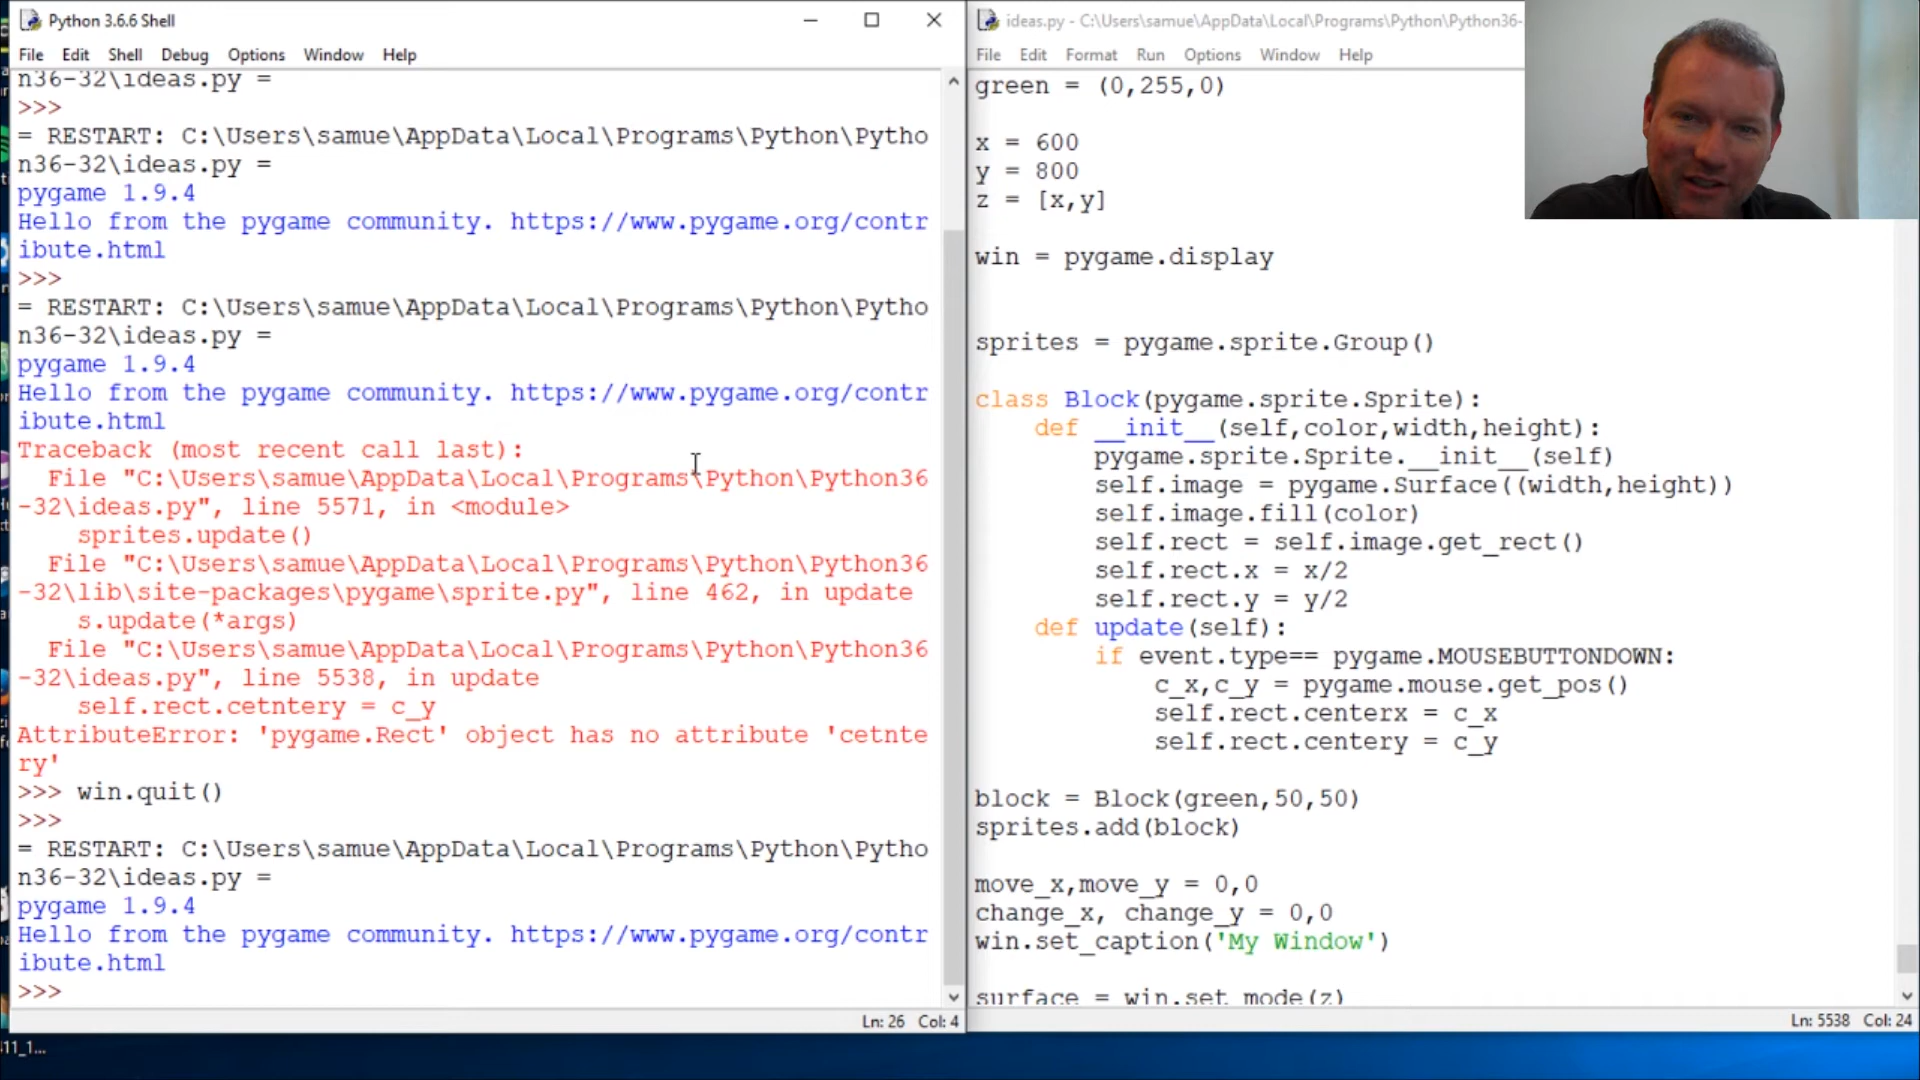 Python 3.6.6 Shell
File Edit Shell Debug Options Window Help
n36-32\ideas.py =
>>>
= RESTART: C:\Users\samue\AppData\Local\Programs\Python\Pytho
n36-32\ideas.py =
pygame 1.9.4
Hello from the pygame community. https://www.pygame.org/contr
ibute.html
>>>
= RESTART: C:\Users\samue\AppData\Local\Programs\Python\Pytho
n36-32\ideas.py =
pygame 1.9.4
Hello from the pygame community. https://www.pygame.org/contr
ibute.html
Traceback (most recent call last):
  File "C:\Users\samue\AppData\Local\Programs\Python\Python36
-32\ideas.py", line 5571, in <module>
    sprites.update()
  File "C:\Users\samue\AppData\Local\Programs\Python\Python36
-32\lib\site-packages\pygame\sprite.py", line 462, in update
    s.update(*args)
  File "C:\Users\samue\AppData\Local\Programs\Python\Python36
-32\ideas.py", line 5538, in update
    self.rect.cetntery = c_y
AttributeError: 'pygame.Rect' object has no attribute 'cetnte
ry'
>>> win.quit()
>>>
= RESTART: C:\Users\samue\AppData\Local\Programs\Python\Pytho
n36-32\ideas.py =
pygame 1.9.4
Hello from the pygame community. https://www.pygame.org/contr
ibute.html
>>>
Ln: 26 Col: 4
ideas.py - C:\Users\samue\AppData\Local\Programs\Python\Python36-
File Edit Format Run Options Window Help
green = (0,255,0)
x = 600
y = 800
z = [x,y]
win = pygame.display
sprites = pygame.sprite.Group()
class Block(pygame.sprite.Sprite):
    def __init__(self,color,width,height):
        pygame.sprite.Sprite.__init__(self)
        self.image = pygame.Surface((width,height))
        self.image.fill(color)
        self.rect = self.image.get_rect()
        self.rect.x = x/2
        self.rect.y = y/2
    def update(self):
        if event.type== pygame.MOUSEBUTTONDOWN:
            c_x,c_y = pygame.mouse.get_pos()
            self.rect.centerx = c_x
            self.rect.centery = c_y
block = Block(green,50,50)
sprites.add(block)
move_x,move_y = 0,0
change_x, change_y = 0,0
win.set_caption('My Window')
surface = win.set_mode(z)
Ln: 5538 Col: 24